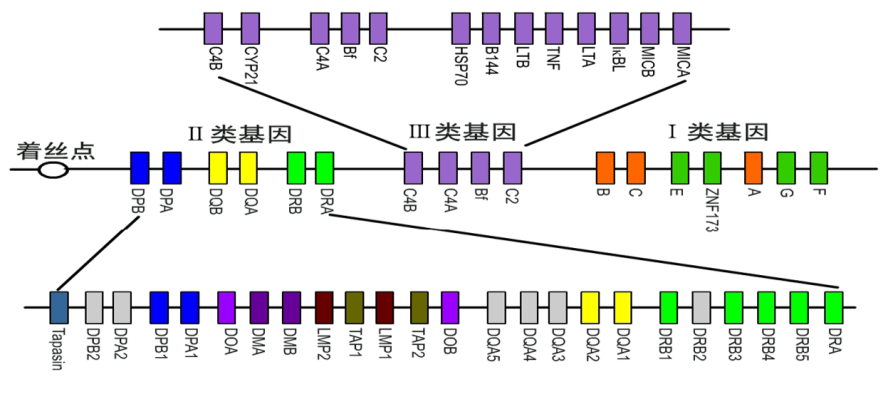 C4B CYP21 C4A Bf C2 HSP70 B144 LTB TNF LTA IκBL MICB MICA
着丝点 II 类基因 III 类基因 I 类基因
DPB DPA DQB DQA DRB DRA C4B C4A Bf C2 B C E ZNF173 A G F
Tapasin DPB2 DPA2 DPB1 DPA1 DOA DMA DMB LMP2 TAP1 LMP1 TAP2 DOB DQA5 DQA4 DQA3 DQA2 DQA1 DRB1 DRB2 DRB3 DRB4 DRB5 DRA